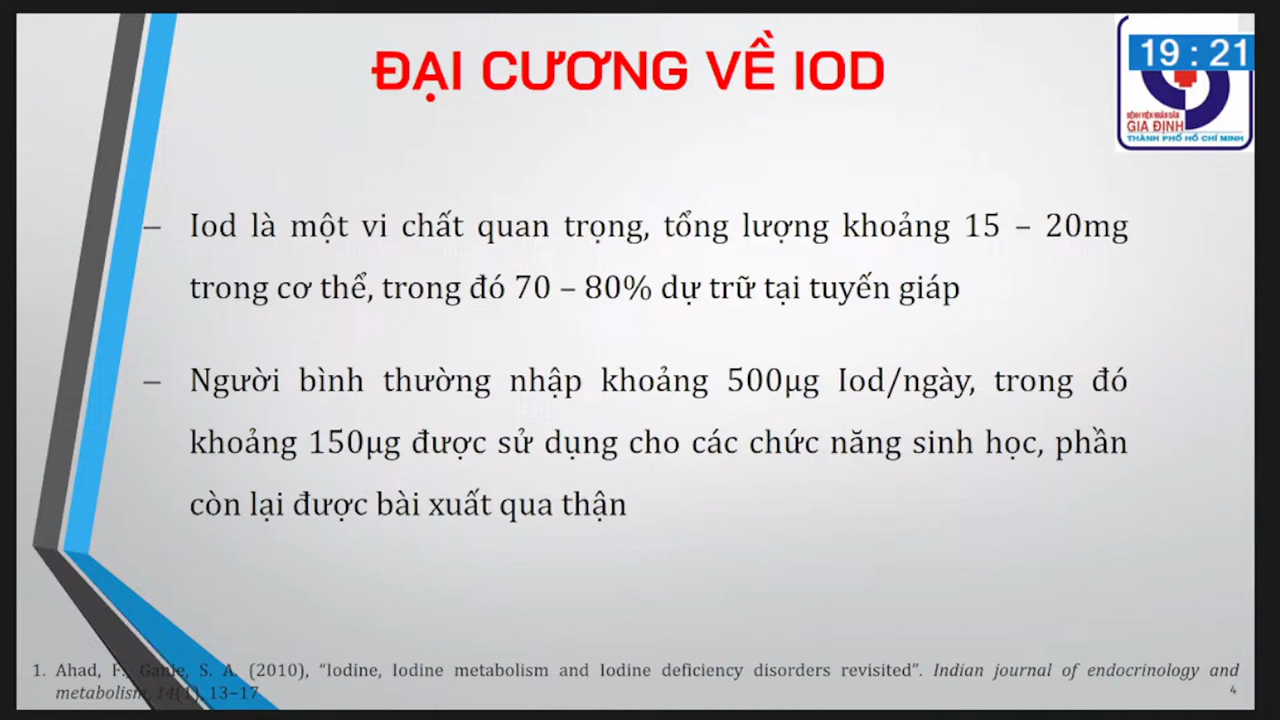 ĐẠI CƯƠNG VỀ IOD
19 : 21
BỆNH VIỆN NHÂN DÂN
GIA ĐỊNH
THÀNH PHỐ HỒ CHÍ MINH
– Iod là một vi chất quan trọng, tổng lượng khoảng 15 – 20mg
trong cơ thể, trong đó 70 – 80% dự trữ tại tuyến giáp
– Người bình thường nhập khoảng 500μg Iod/ngày, trong đó
khoảng 150μg được sử dụng cho các chức năng sinh học, phần
còn lại được bài xuất qua thận
1. Ahad, F., Ganie, S. A. (2010), “Iodine, Iodine metabolism and Iodine deficiency disorders revisited”. Indian journal of endocrinology and
metabolism, 14(1), 13–17
4